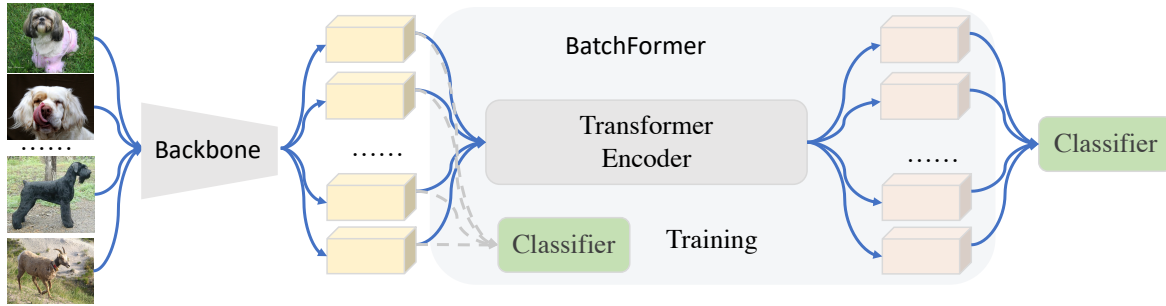 BatchFormer
Backbone
Transformer
Encoder
Classifier
Classifier
Training
......
......
......